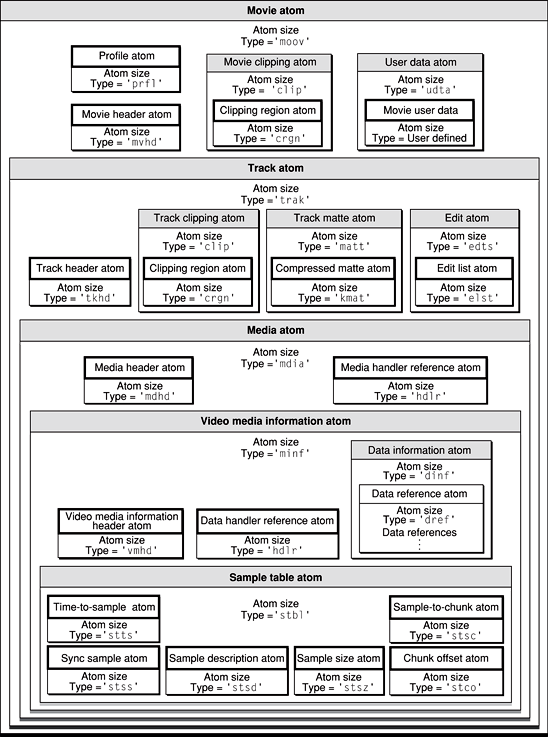 Movie atom
Atom size
Type = 'moov'
Profile atom
Atom size
Type = 'prfl'
Movie header atom
Atom size
Type = 'mvhd'
Movie clipping atom
Atom size
Type = 'clip'
Clipping region atom
Atom size
Type = 'crgn'
User data atom
Atom size
Type = 'udta'
Movie user data
Atom size
Type = User defined
Track atom
Atom size
Type = 'trak'
Track header atom
Atom size
Type = 'tkhd'
Track clipping atom
Atom size
Type = 'clip'
Clipping region atom
Atom size
Type = 'crgn'
Track matte atom
Atom size
Type = 'matt'
Compressed matte atom
Atom size
Type = 'kmat'
Edit atom
Atom size
Type = 'edts'
Edit list atom
Atom size
Type = 'elst'
Media atom
Atom size
Type = 'mdia'
Media header atom
Atom size
Type = 'mdhd'
Media handler reference atom
Atom size
Type = 'hdlr'
Video media information atom
Atom size
Type = 'minf'
Video media information
header atom
Atom size
Type = 'vmhd'
Data handler reference atom
Atom size
Type = 'hdlr'
Data information atom
Atom size
Type = 'dinf'
Data reference atom
Atom size
Type = 'dref'
Data references
Sample table atom
Atom size
Type = 'stbl'
Time-to-sample atom
Atom size
Type = 'stts'
Sample-to-chunk atom
Atom size
Type = 'stsc'
Sync sample atom
Atom size
Type = 'stss'
Sample description atom
Atom size
Type = 'stsd'
Sample size atom
Atom size
Type = 'stsz'
Chunk offset atom
Atom size
Type = 'stco'